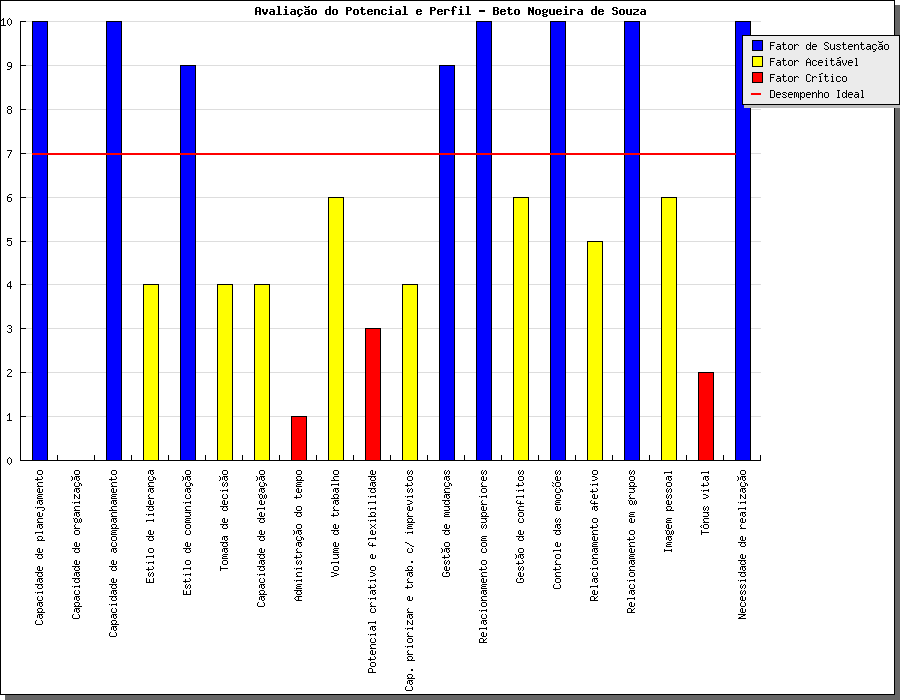 Avaliação do Potencial e Perfil - Beto Nogueira de Souza
10
9
8
7
6
5
4
3
2
1
0
Fator de Sustentação
Fator Aceitável
Fator Crítico
Desempenho Ideal
Capacidade de planejamento
Capacidade de organização
Capacidade de acompanhamento
Estilo de liderança
Estilo de comunicação
Tomada de decisão
Capacidade de delegação
Administração do tempo
Volume de trabalho
Potencial criativo e flexibilidade
Cap. priorizar e trab. c/ imprevistos
Gestão de mudanças
Relacionamento com superiores
Gestão de conflitos
Controle das emoções
Relacionamento afetivo
Relacionamento em grupos
Imagem pessoal
Tônus vital
Necessidade de realização